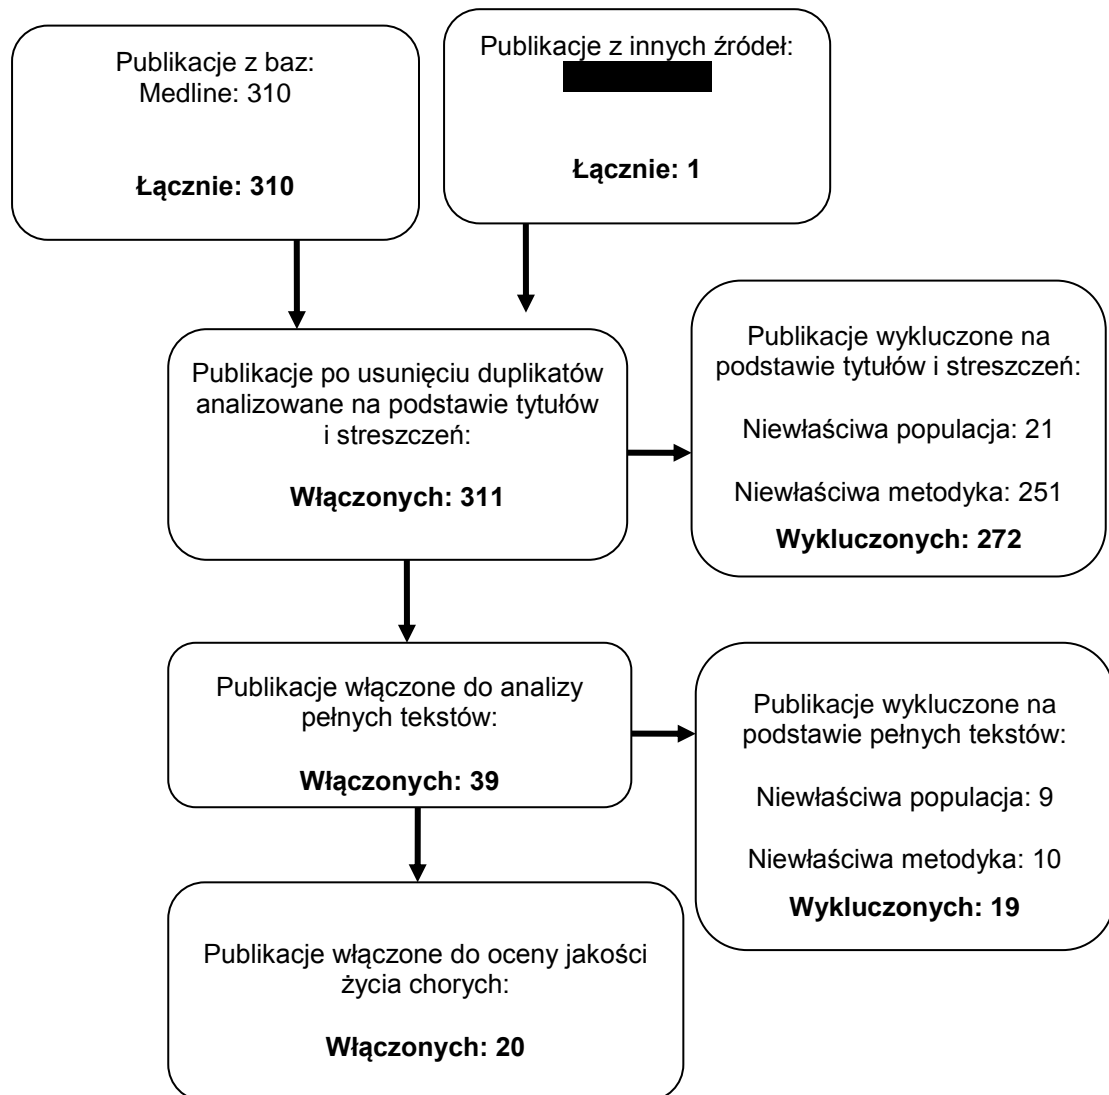 Publikacje z baz:
Medline: 310
Łącznie: 310
Publikacje z innych źródeł:
Łącznie: 1
Publikacje po usunięciu duplikatów
analizowane na podstawie tytułów
i streszczeń:
Włączonych: 311
Publikacje wykluczone na
podstawie tytułów i streszczeń:
Niewłaściwa populacja: 21
Niewłaściwa metodyka: 251
Wykluczonych: 272
Publikacje włączone do analizy
pełnych tekstów:
Włączonych: 39
Publikacje wykluczone na
podstawie pełnych tekstów:
Niewłaściwa populacja: 9
Niewłaściwa metodyka: 10
Wykluczonych: 19
Publikacje włączone do oceny jakości
życia chorych:
Włączonych: 20